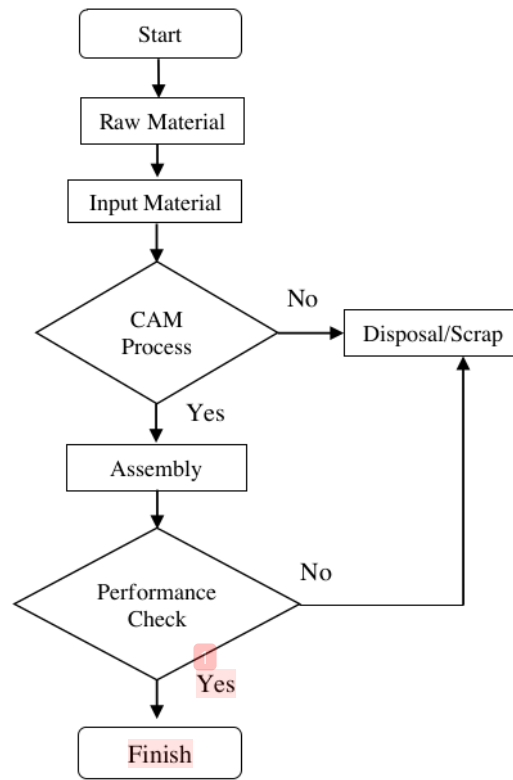 Start
Raw Material
Input Material
CAM
Process
No
Disposal/Scrap
Yes
Assembly
Performance
Check
No
Yes
Finish